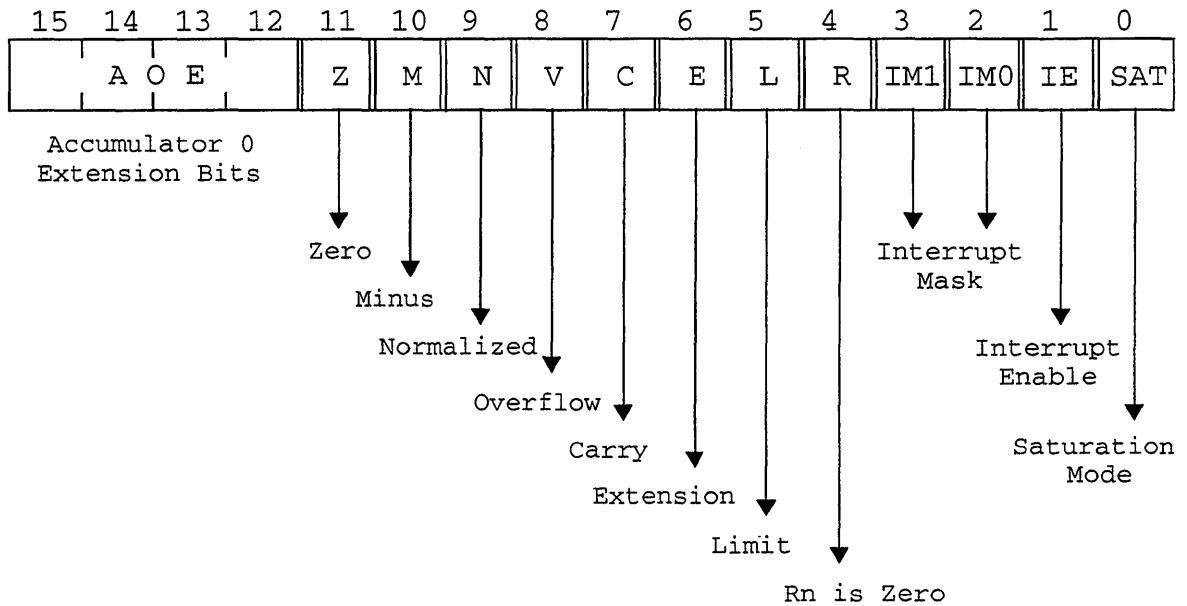 15 14 13 12 11 10 9 8 7 6 5 4 3 2 1 0
A O E Z M N V C E L R IM1 IM0 IE SAT
Accumulator 0
Extension Bits
Zero
Interrupt
Mask
Minus
Normalized
Interrupt
Enable
Overflow
Carry
Saturation
Mode
Extension
Limit
Rn is Zero